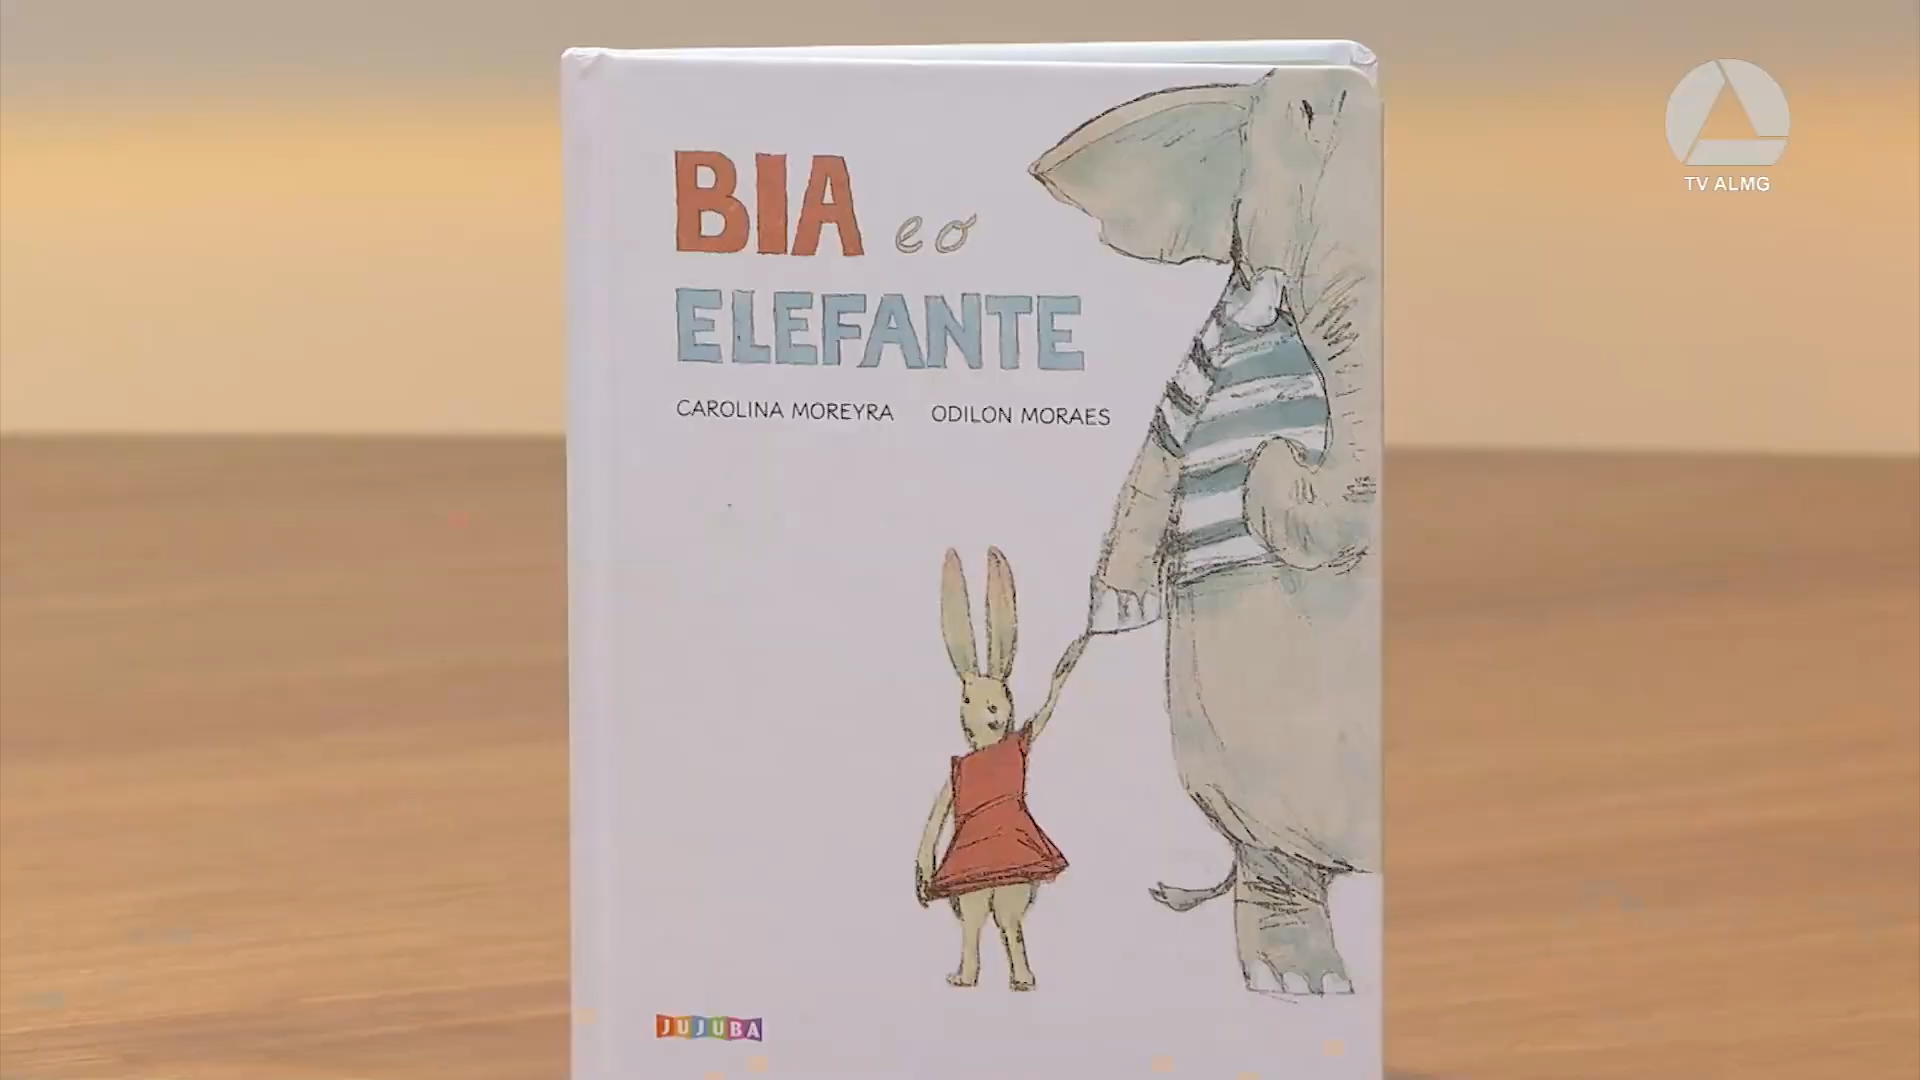 BIA e o
ELEFANTE
CAROLINA MOREYRA ODILON MORAES
JUJUBA
TV ALMG